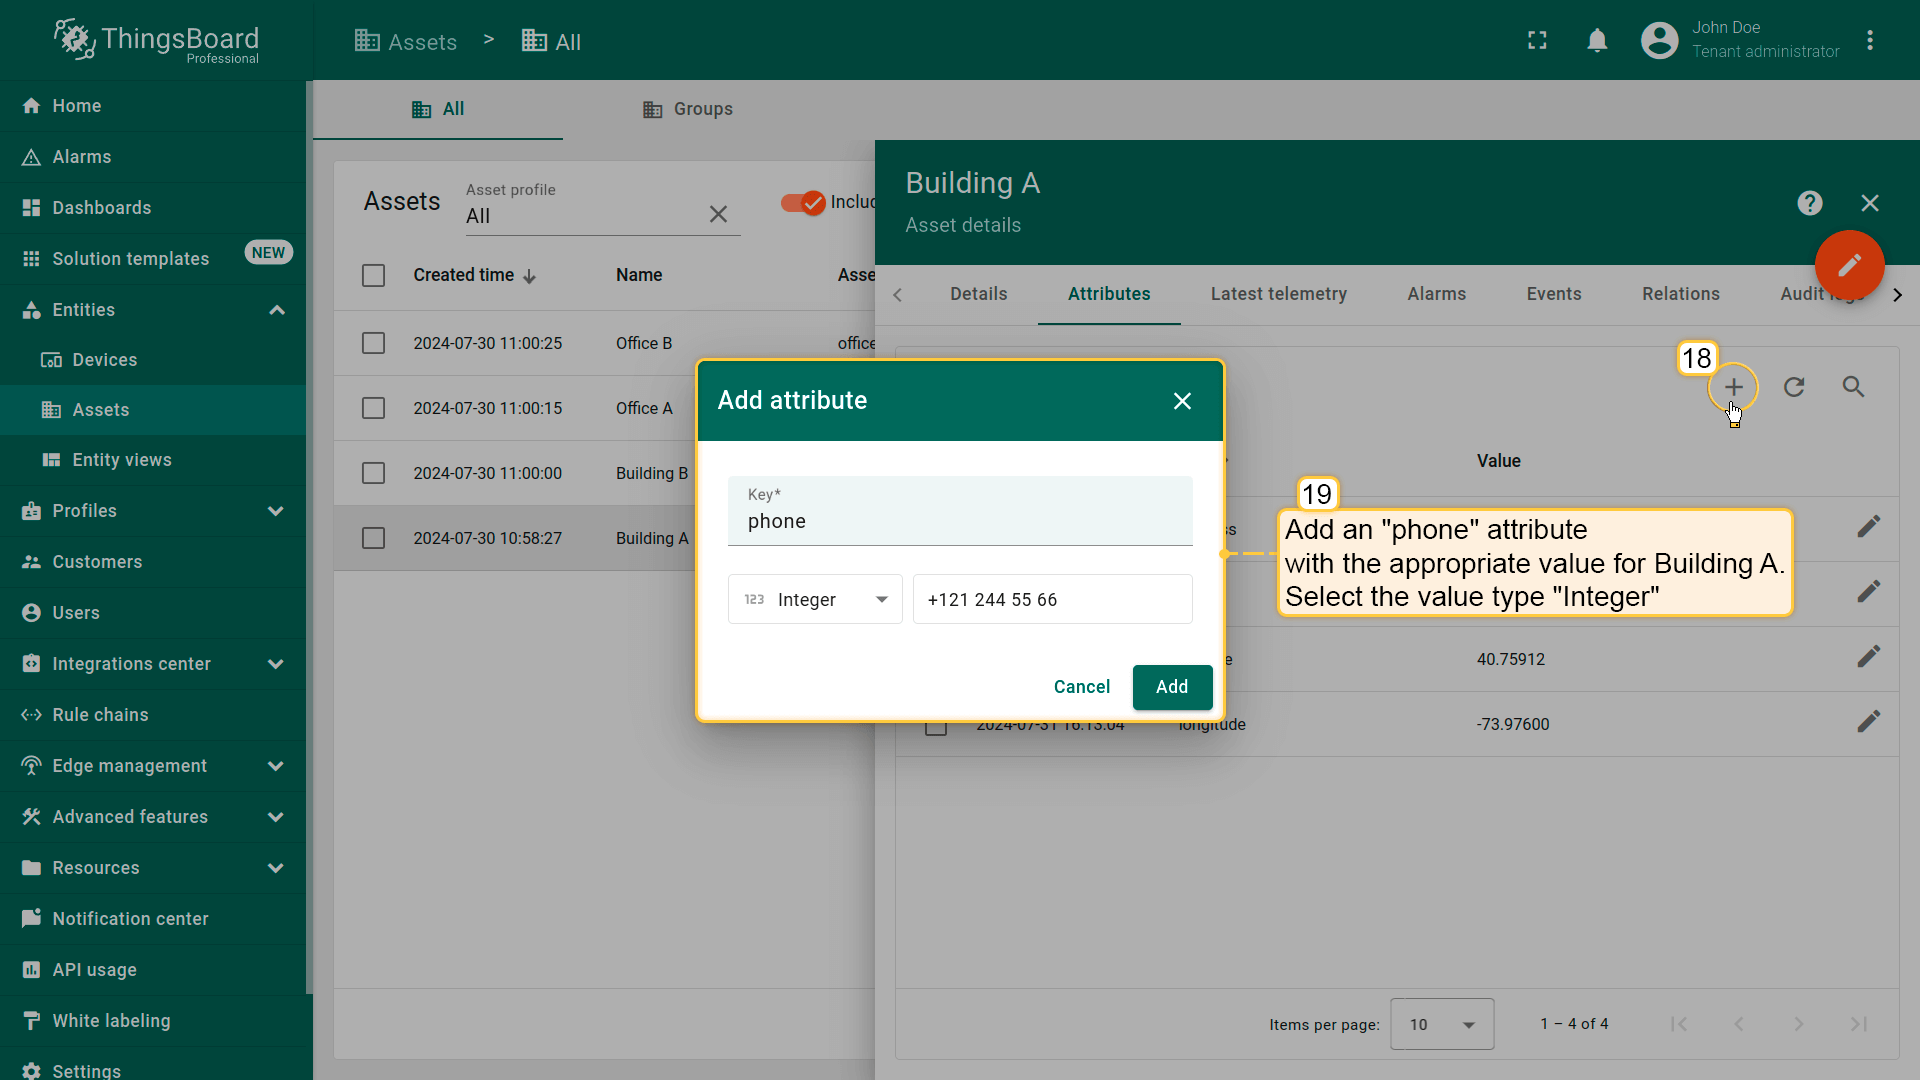 ThingsBoard
Professional
Assets > All
John Doe
Tenant administrator
Home
Alarms
Dashboards
Solution templates NEW
Entities
Devices
Assets
Entity views
Profiles
Customers
Users
Integrations center
Rule chains
Edge management
Advanced features
Resources
Notification center
API usage
White labeling
Settings
All Groups
Assets
Asset profile
All
Created time Name
2024-07-30 11:00:25 Office B office
2024-07-30 11:00:15 Office A
2024-07-30 11:00:00 Building B
2024-07-30 10:58:27 Building A
Building A
Asset details
Details Attributes Latest telemetry Alarms Events Relations Audit
18
Value
40.75912
2024-07-31 16:13:04 longitude -73.97600
Add attribute
Key*
phone
123 Integer +121 244 55 66
Cancel Add
19
Add an "phone" attribute
with the appropriate value for Building A.
Select the value type "Integer"
Items per page: 10 1 – 4 of 4